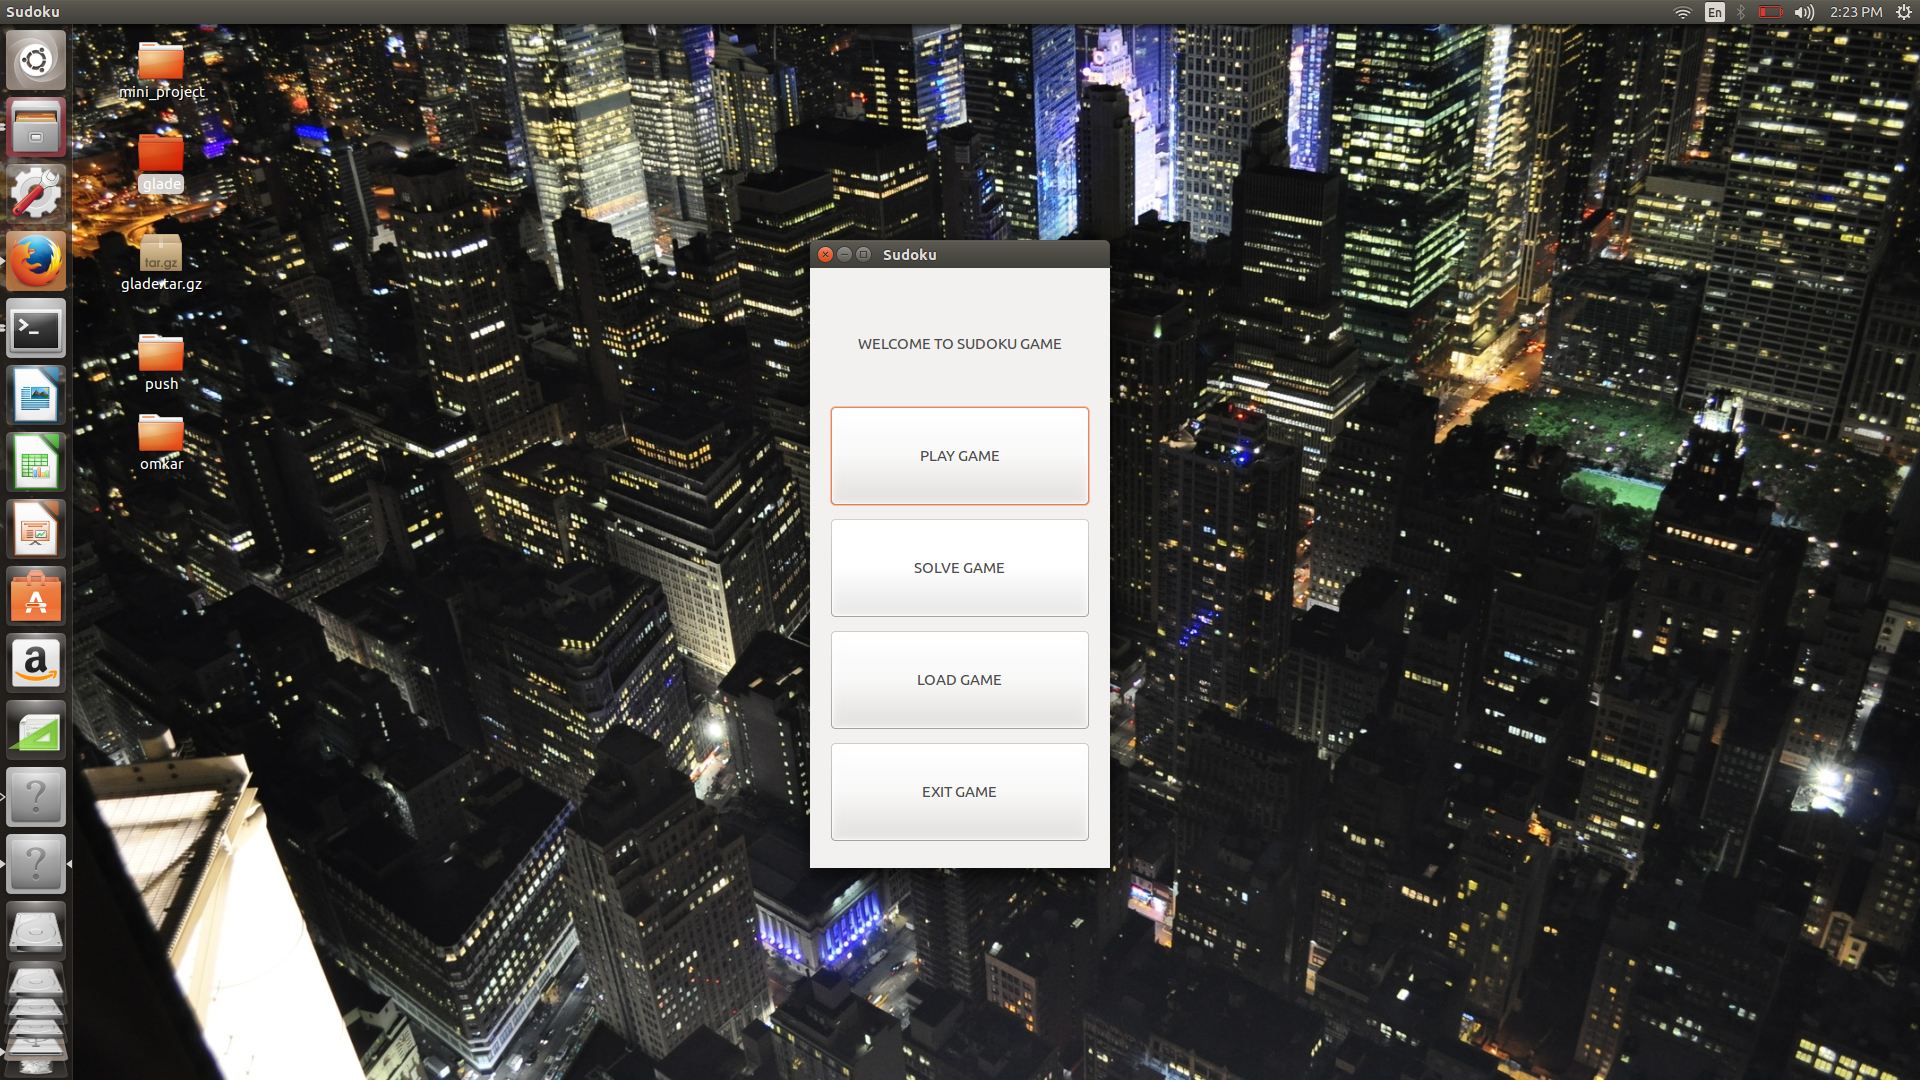 Sudoku
En
2:23 PM
mini_project
glade
tar.gz
glade.tar.gz
push
omkar
Sudoku
WELCOME TO SUDOKU GAME
PLAY GAME
SOLVE GAME
LOAD GAME
EXIT GAME